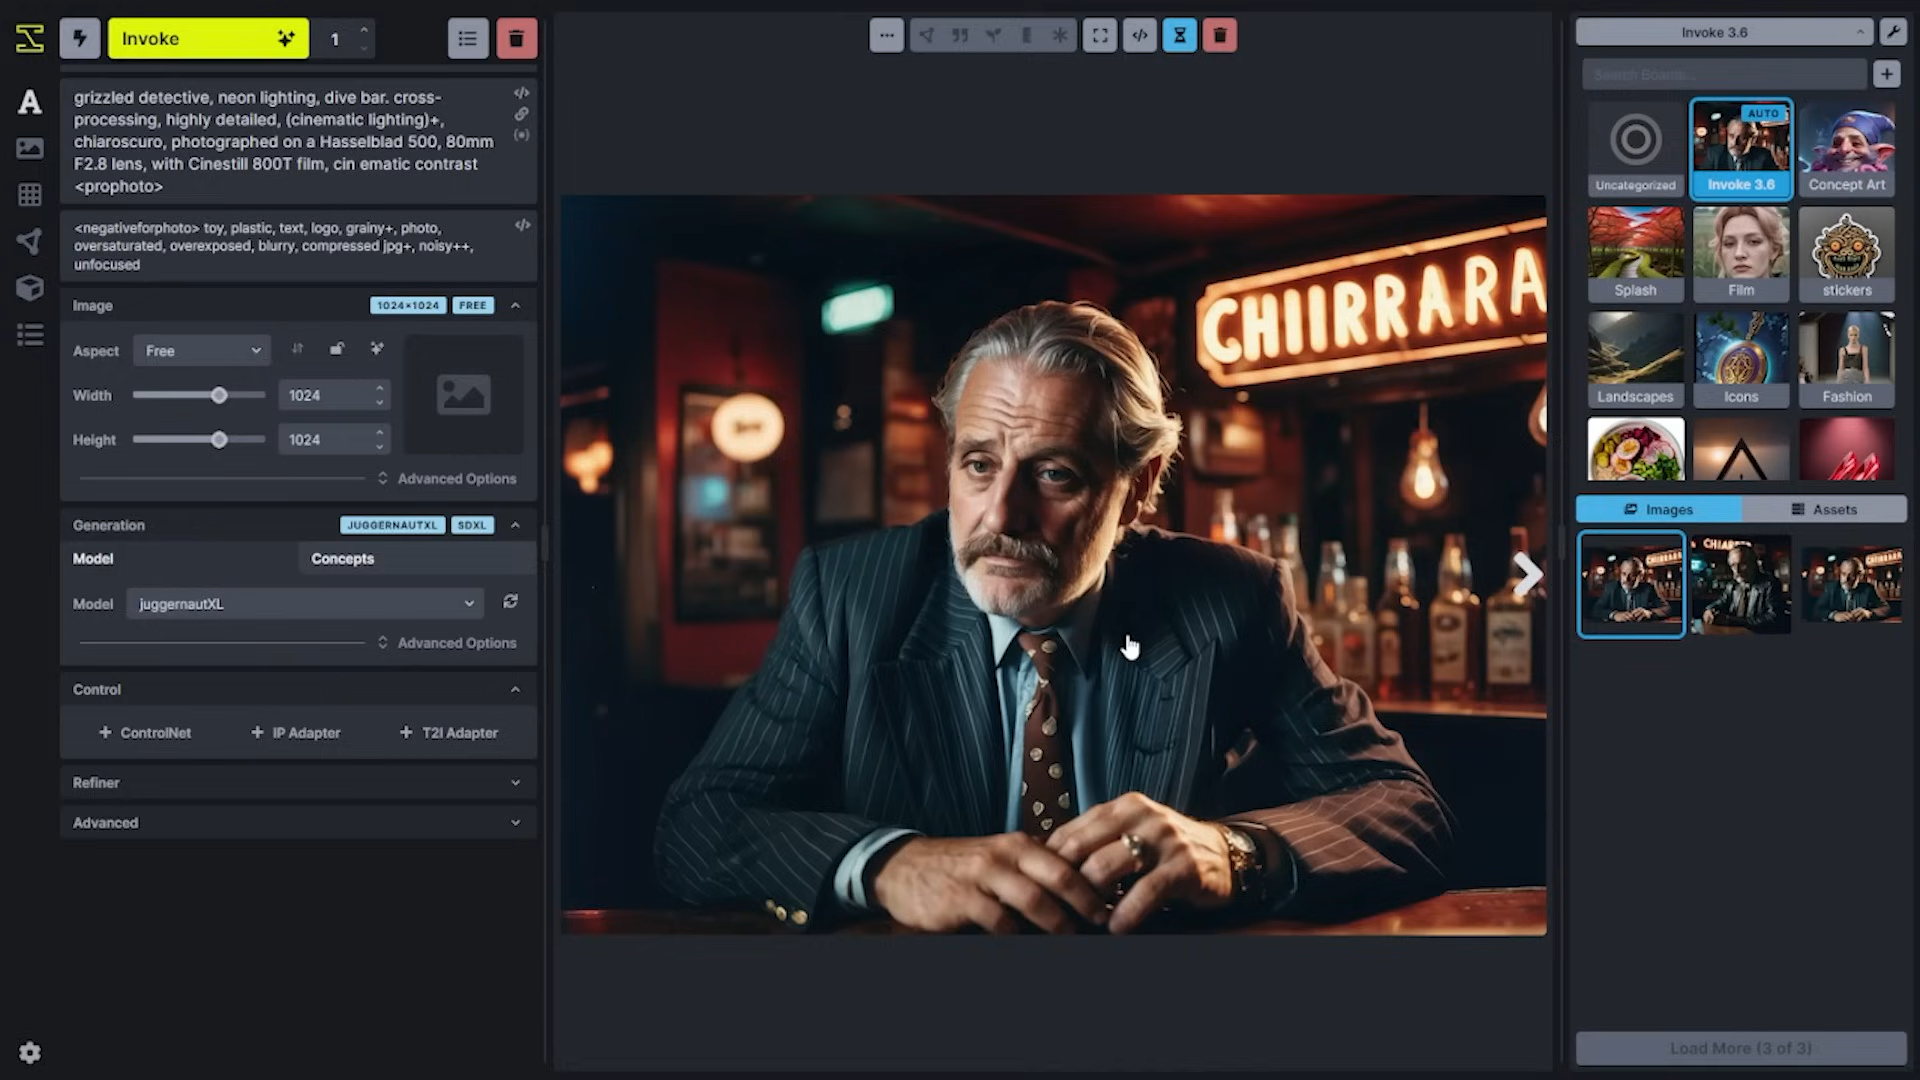 Invoke
1
grizzled detective, neon lighting, dive bar. cross-
processing, highly detailed, (cinematic lighting)+,
chiaroscuro, photographed on a Hasselblad 500, 80mm
F2.8 lens, with Cinestill 800T film, cin ematic contrast
<prophoto>
<negativeforphoto> toy, plastic, text, logo, grainy+, photo,
oversaturated, overexposed, blurry, compressed jpg+, noisy++,
unfocused
Image
1024×1024
FREE
Aspect
Free
Width
1024
Height
1024
Advanced Options
Generation
JUGGERNAUTXL
SDXL
Model
Concepts
Model
juggernautXL
Advanced Options
Control
+ ControlNet
+ IP Adapter
+ T2I Adapter
Refiner
Advanced
CHIIRRARA
Invoke 3.6
Search Boards...
AUTO
Uncategorized
Invoke 3.6
Concept Art
Splash
Film
stickers
Landscapes
Icons
Fashion
Images
Assets
Load More (3 of 3)